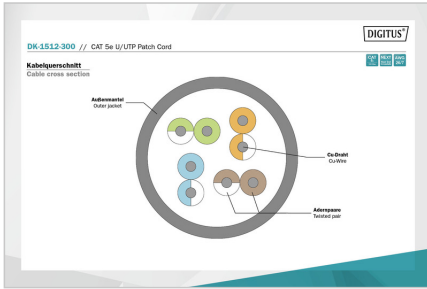 DIGITUS®
DK-1512-300 // CAT 5e U/UTP Patch Cord
Kabelquerschnitt
Cable cross section
Außenmantel
Outer jacket
Cu-Draht
Cu-Wire
Aderspaare
Twisted pair